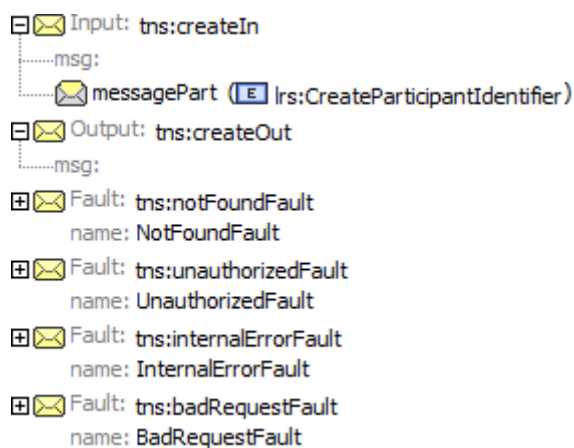 Input: tns:createIn
msg:
messagePart (E lrs:CreateParticipantIdentifier)
Output: tns:createOut
msg:
Fault: tns:notFoundFault
name: NotFoundFault
Fault: tns:unauthorizedFault
name: UnauthorizedFault
Fault: tns:internalErrorFault
name: InternalErrorFault
Fault: tns:badRequestFault
name: BadRequestFault